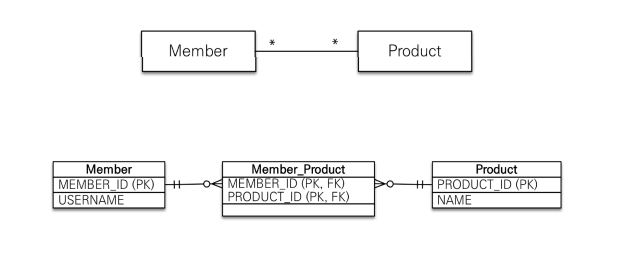 Member * * Product
Member
MEMBER_ID (PK)
USERNAME
Member_Product
MEMBER_ID (PK, FK)
PRODUCT_ID (PK, FK)
Product
PRODUCT_ID (PK)
NAME